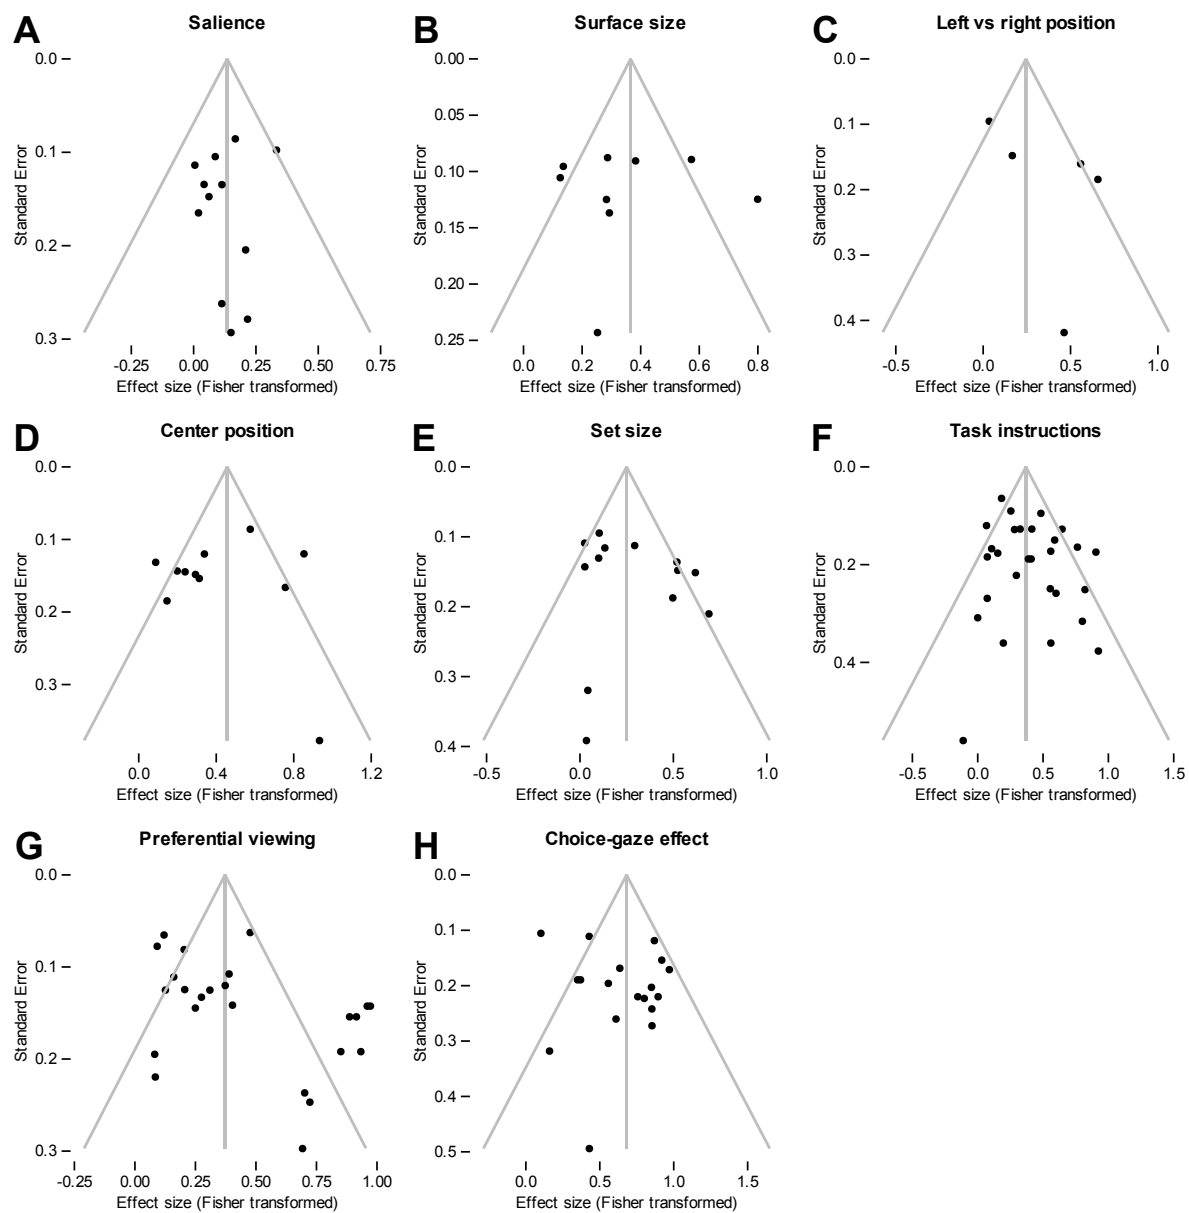 A Salience
0.0
0.1
0.2
0.3
Standard Error
-0.25 0.00 0.25 0.50 0.75
Effect size (Fisher transformed)
B Surface size
0.00
0.05
0.10
0.15
0.20
0.25
Standard Error
0.0 0.2 0.4 0.6 0.8
Effect size (Fisher transformed)
C Left vs right position
0.0
0.1
0.2
0.3
0.4
Standard Error
-0.5 0.0 0.5 1.0
Effect size (Fisher transformed)
D Center position
0.0
0.1
0.2
0.3
Standard Error
0.0 0.4 0.8 1.2
Effect size (Fisher transformed)
E Set size
0.0
0.1
0.2
0.3
0.4
Standard Error
-0.5 0.0 0.5 1.0
Effect size (Fisher transformed)
F Task instructions
0.0
0.2
0.4
Standard Error
-0.5 0.0 0.5 1.0 1.5
Effect size (Fisher transformed)
G Preferential viewing
0.0
0.1
0.2
0.3
Standard Error
-0.25 0.00 0.25 0.50 0.75 1.00
Effect size (Fisher transformed)
H Choice-gaze effect
0.0
0.1
0.2
0.3
0.4
0.5
Standard Error
0.0 0.5 1.0 1.5
Effect size (Fisher transformed)